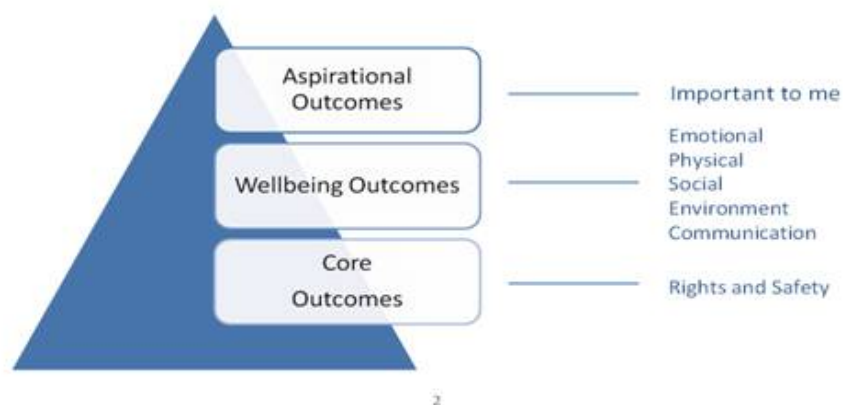 Aspirational
Outcomes
Important to me
Wellbeing Outcomes
Emotional
Physical
Social
Environment
Communication
Core
Outcomes
Rights and Safety
2